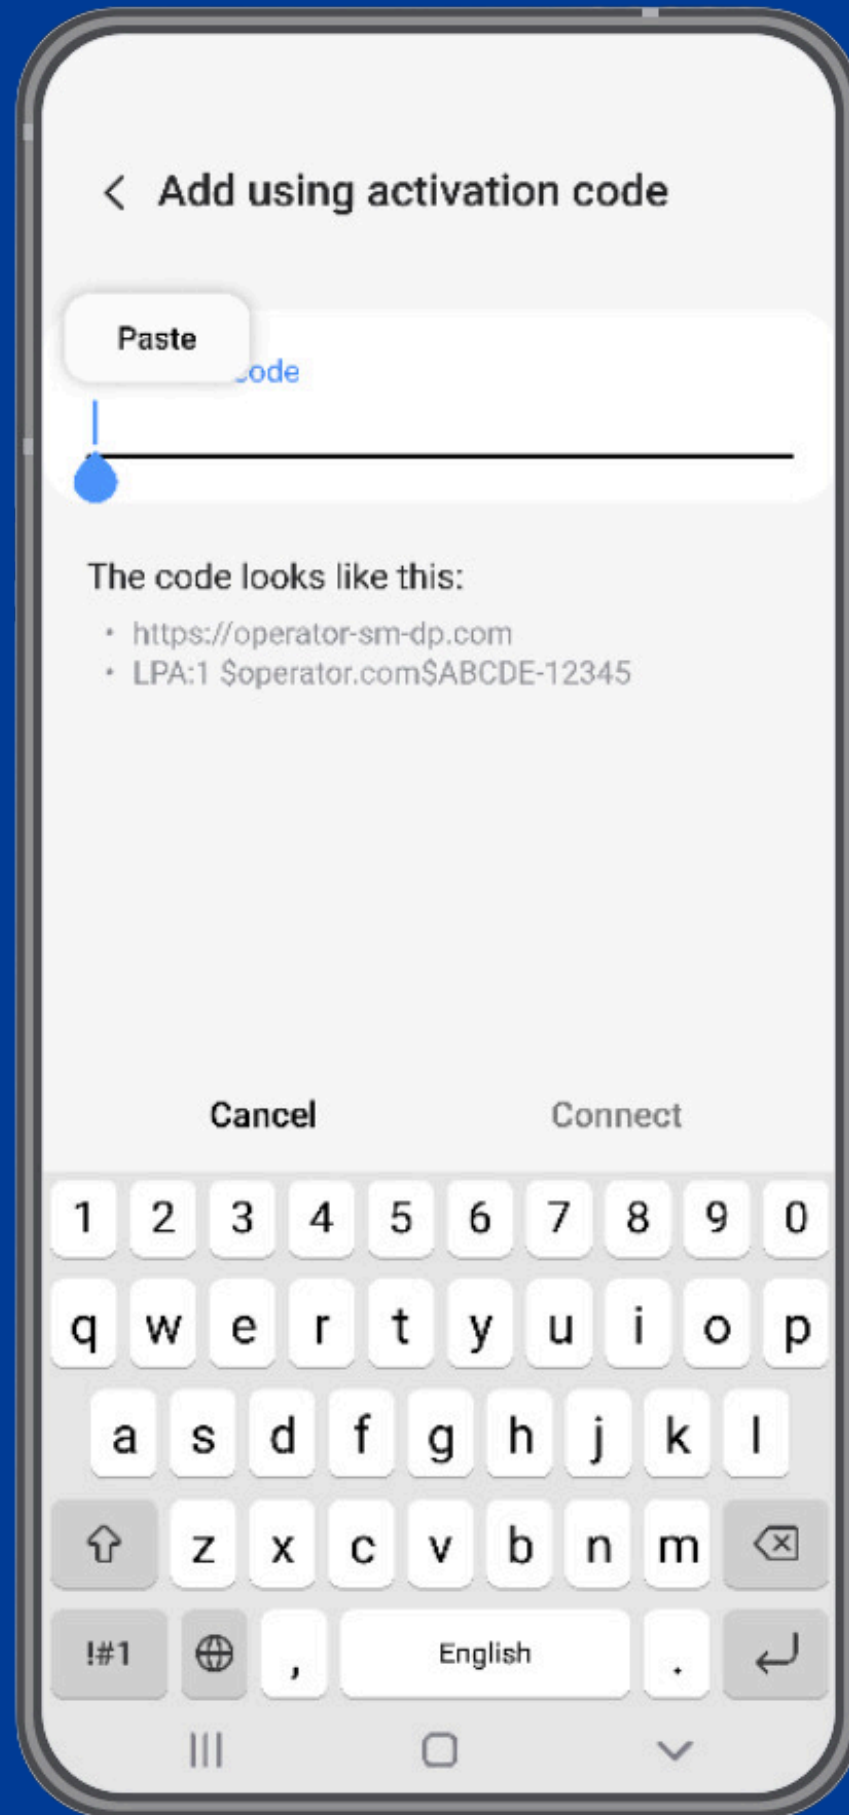 Add using activation code
Paste
code
The code looks like this:
• https://operator-sm-dp.com
• LPA:1 $operator.com$ABCDE-12345
Cancel Connect
1 2 3 4 5 6 7 8 9 0
q w e r t y u i o p
a s d f g h j k l
z x c v b n m
!#1 , English .